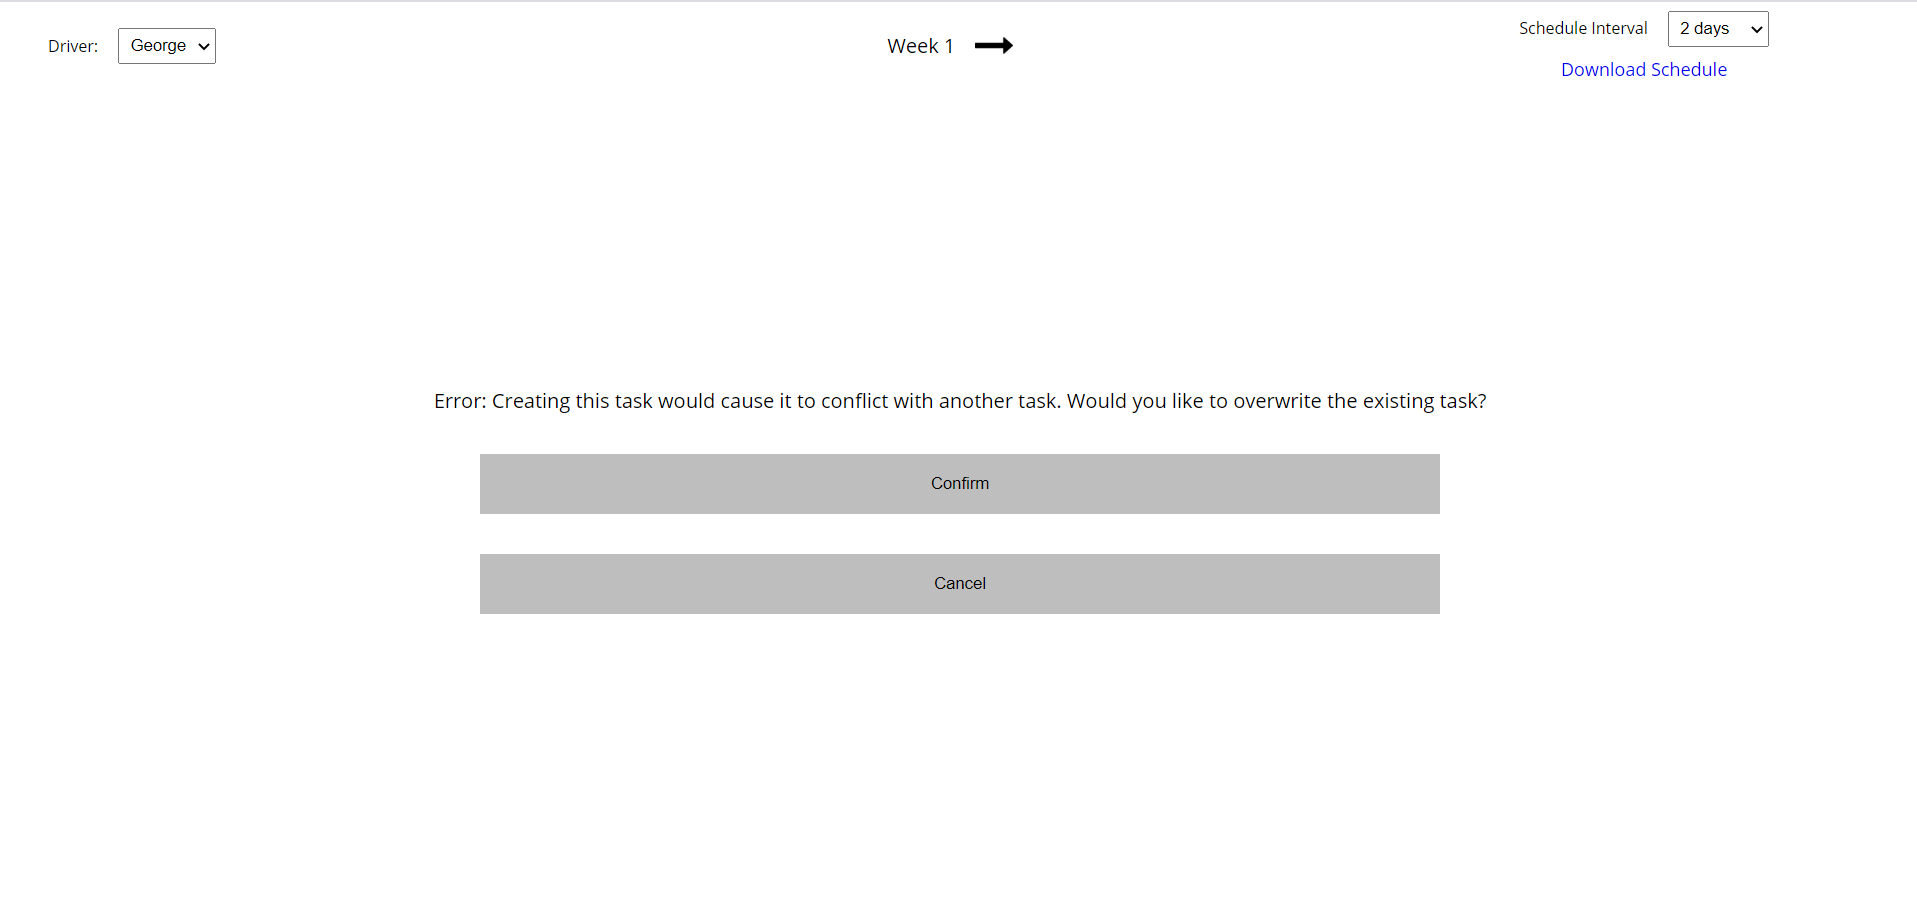 Driver:
George
Week 1
Schedule Interval
2 days
Download Schedule
Error: Creating this task would cause it to conflict with another task. Would you like to overwrite the existing task?
Confirm
Cancel